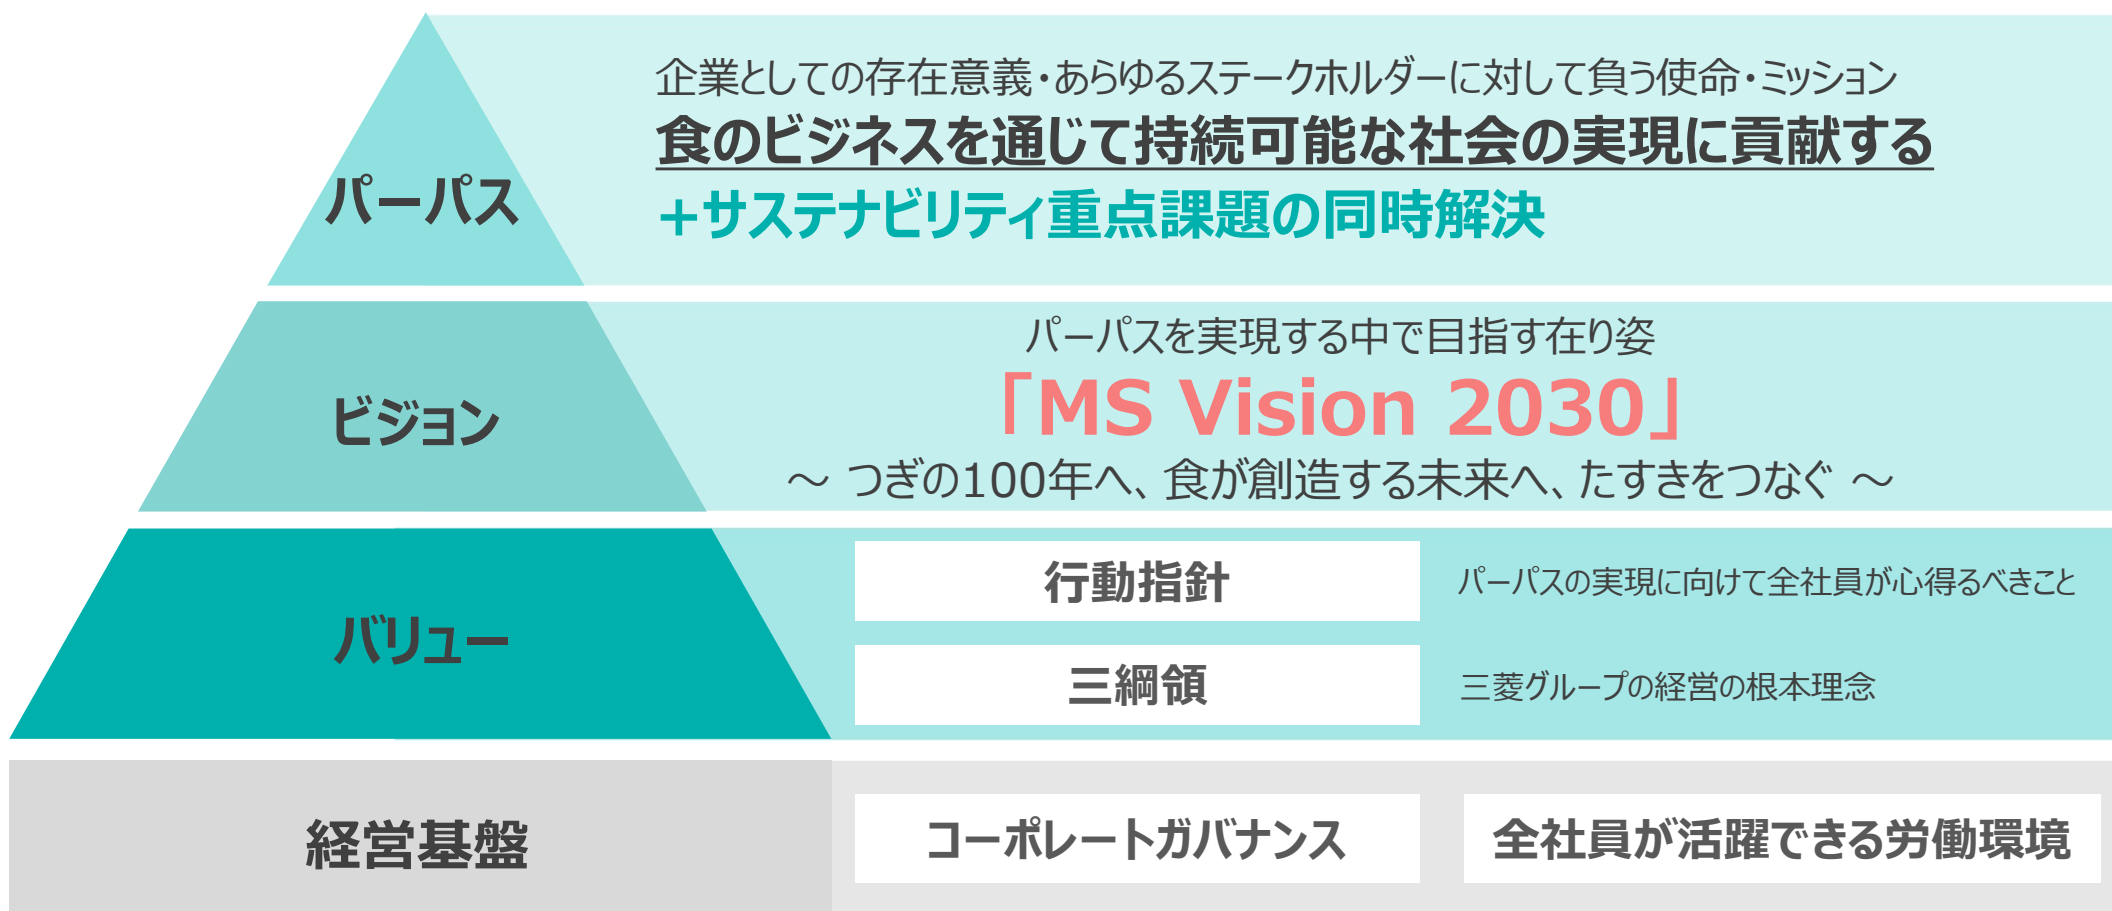 パーパス
企業としての存在意義・あらゆるステークホルダーに対して負う使命・ミッション
食のビジネスを通じて持続可能な社会の実現に貢献する
+サステナビリティ重点課題の同時解決
ビジョン
パーパスを実現する中で目指す在り姿
「MS Vision 2030」
～ つぎの100年へ、食が創造する未来へ、たすきをつなぐ ～
バリュー
行動指針
パーパスの実現に向けて全社員が心得るべきこと
三綱領
三菱グループの経営の根本理念
経営基盤
コーポレートガバナンス
全社員が活躍できる労働環境